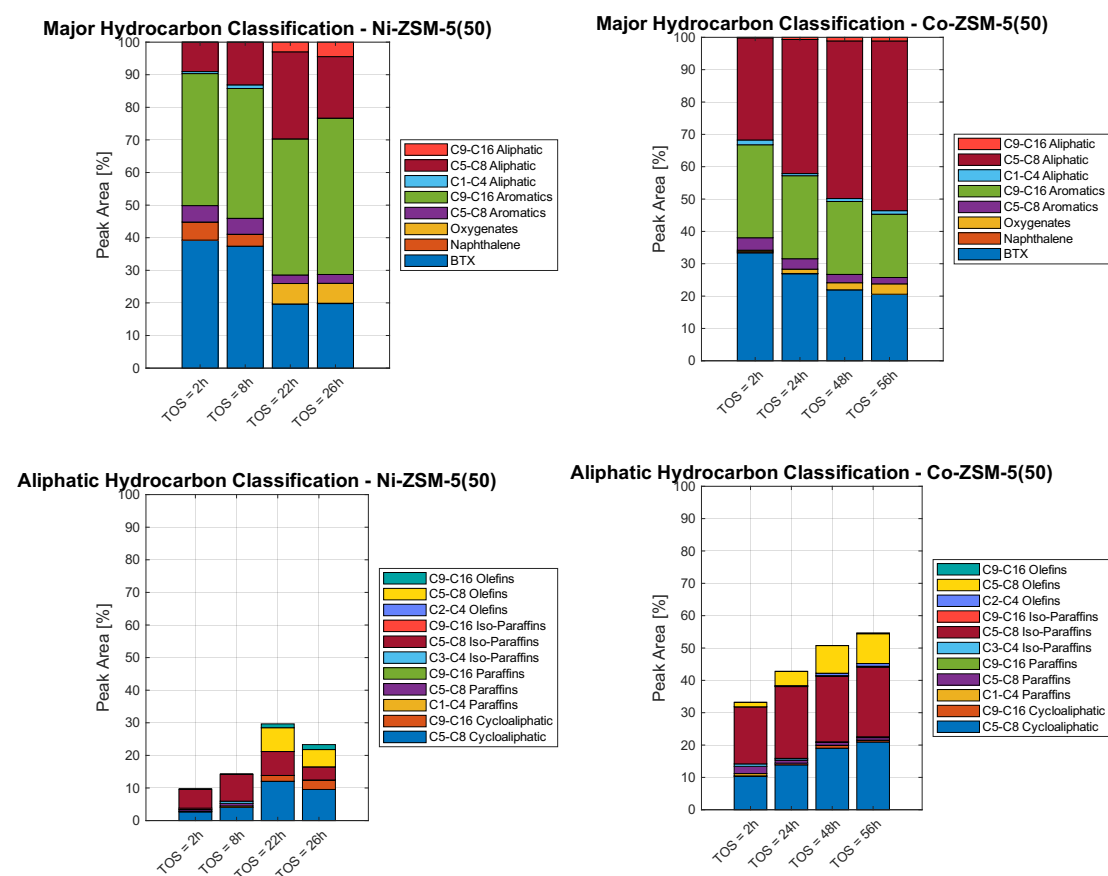 Major Hydrocarbon Classification - Ni-ZSM-5(50)
100
90
80
70
60
50
40
30
20
10
0
Peak Area [%]
TOS = 2h
TOS = 8h
TOS = 22h
TOS = 26h
C9-C16 Aliphatic
C5-C8 Aliphatic
C1-C4 Aliphatic
C9-C16 Aromatics
C5-C8 Aromatics
Oxygenates
Naphthalene
BTX
Major Hydrocarbon Classification - Co-ZSM-5(50)
100
90
80
70
60
50
40
30
20
10
0
Peak Area [%]
TOS = 2h
TOS = 24h
TOS = 48h
TOS = 56h
C9-C16 Aliphatic
C5-C8 Aliphatic
C1-C4 Aliphatic
C9-C16 Aromatics
C5-C8 Aromatics
Oxygenates
Naphthalene
BTX
Aliphatic Hydrocarbon Classification - Ni-ZSM-5(50)
100
90
80
70
60
50
40
30
20
10
0
Peak Area [%]
TOS = 2h
TOS = 8h
TOS = 22h
TOS = 26h
C9-C16 Olefins
C5-C8 Olefins
C2-C4 Olefins
C9-C16 Iso-Paraffins
C5-C8 Iso-Paraffins
C3-C4 Iso-Paraffins
C9-C16 Paraffins
C5-C8 Paraffins
C1-C4 Paraffins
C9-C16 Cycloaliphatic
C5-C8 Cycloaliphatic
Aliphatic Hydrocarbon Classification - Co-ZSM-5(50)
100
90
80
70
60
50
40
30
20
10
0
Peak Area [%]
TOS = 2h
TOS = 24h
TOS = 48h
TOS = 56h
C9-C16 Olefins
C5-C8 Olefins
C2-C4 Olefins
C9-C16 Iso-Paraffins
C5-C8 Iso-Paraffins
C3-C4 Iso-Paraffins
C9-C16 Paraffins
C5-C8 Paraffins
C1-C4 Paraffins
C9-C16 Cycloaliphatic
C5-C8 Cycloaliphatic